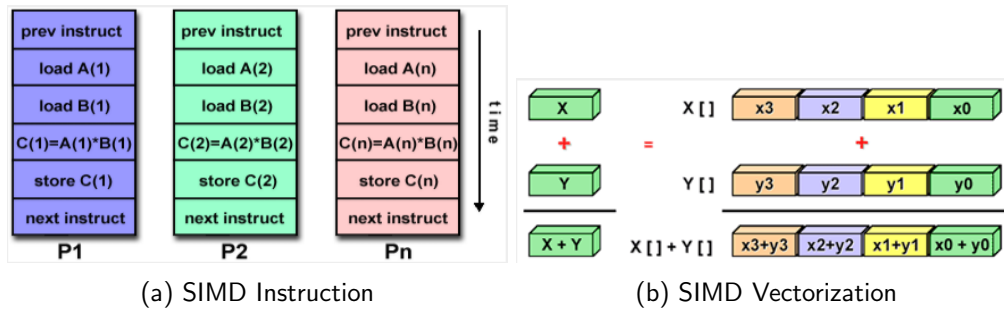 prev instruct
load A(1)
load B(1)
C(1)=A(1)*B(1)
store C(1)
next instruct
P1
prev instruct
load A(2)
load B(2)
C(2)=A(2)*B(2)
store C(2)
next instruct
P2
prev instruct
load A(n)
load B(n)
C(n)=A(n)*B(n)
store C(n)
next instruct
Pn
time
(a) SIMD Instruction
X X [ ] x3 x2 x1 x0
+ = +
Y Y [ ] y3 y2 y1 y0
X + Y X [ ] + Y [ ] x3+y3 x2+y2 x1+y1 x0 + y0
(b) SIMD Vectorization